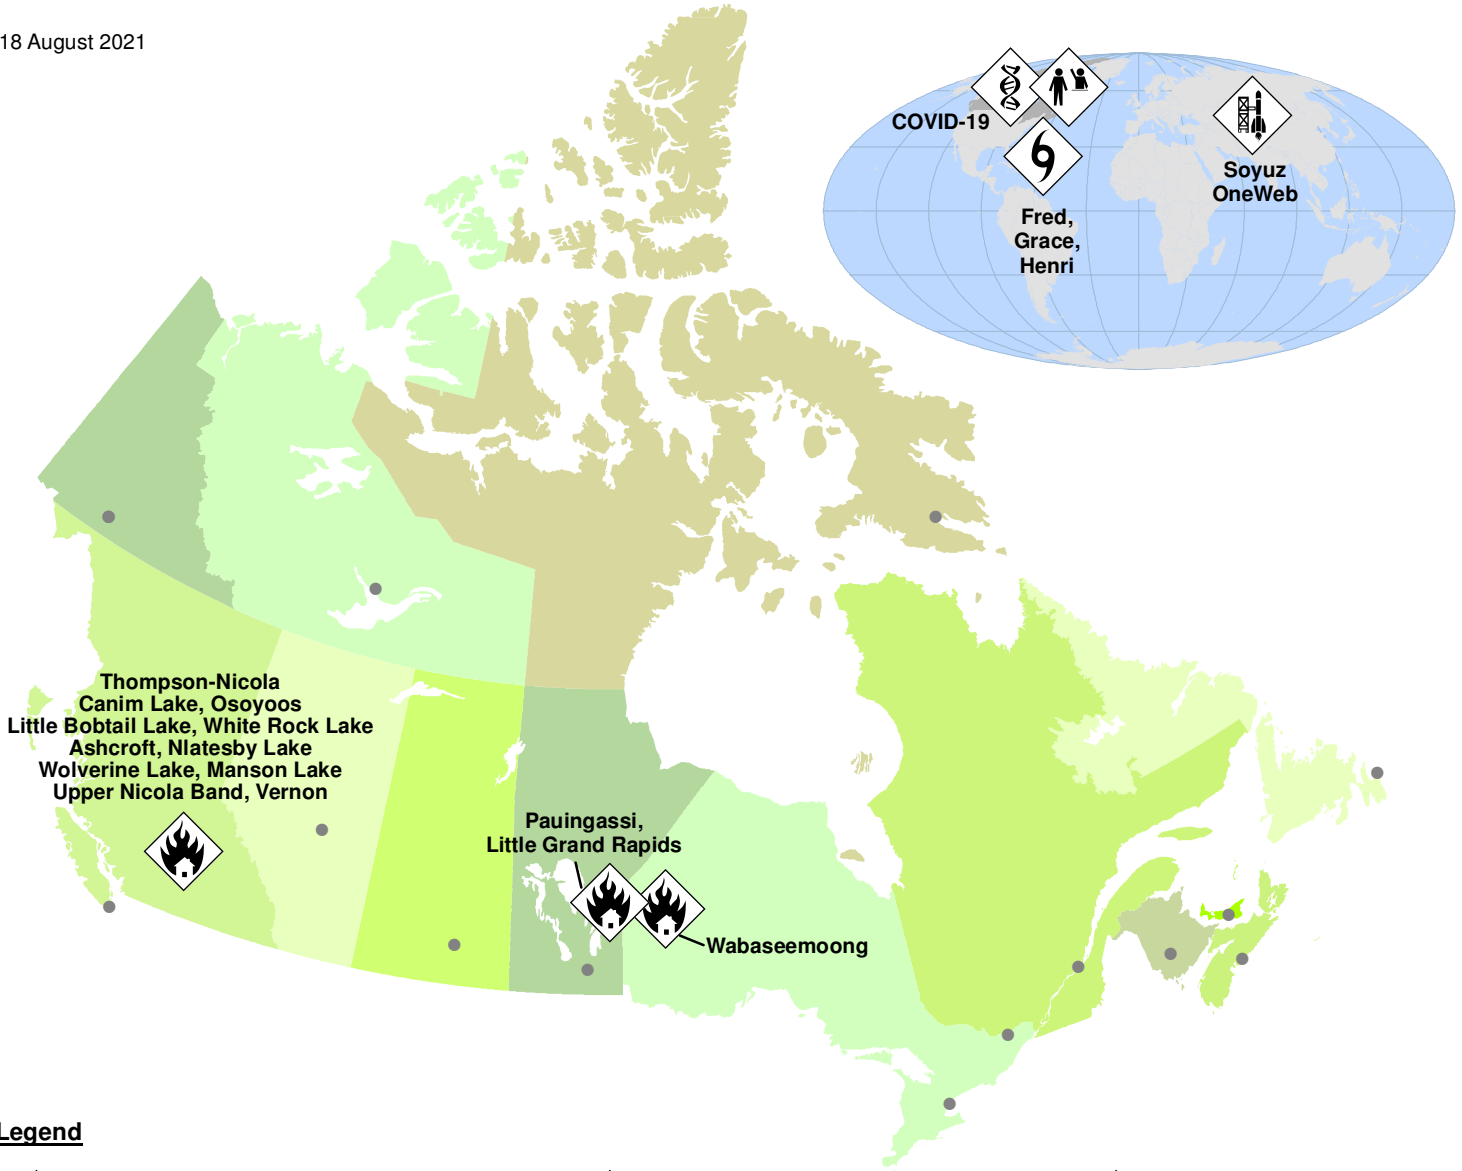 18 August 2021
COVID-19
Soyuz
OneWeb
Fred,
Grace,
Henri
Thompson-Nicola
Canim Lake, Osoyoos
Little Bobtail Lake, White Rock Lake
Ashcroft, Nlatesby Lake
Wolverine Lake, Manson Lake
Upper Nicola Band, Vernon
Pauingassi,
Little Grand Rapids
Wabaseemoong
Legend